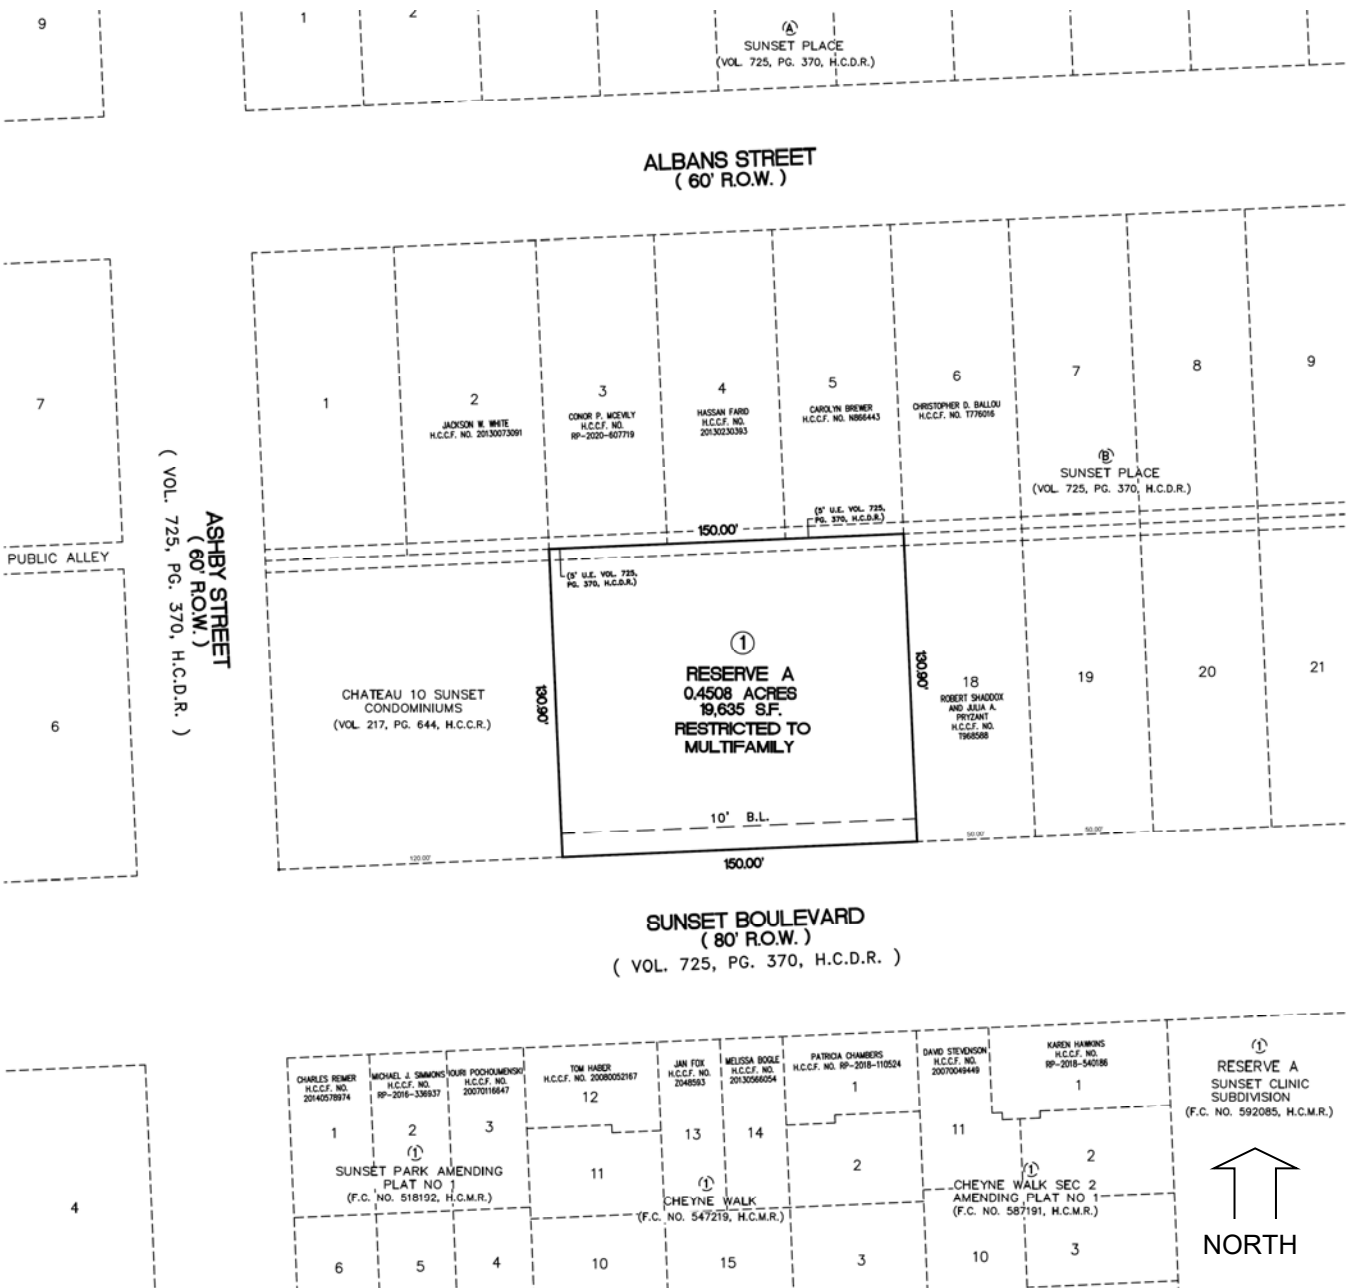 9
1
2
Ⓐ
SUNSET PLACE
(VOL. 725, PG. 370, H.C.D.R.)
ALBANS STREET
( 60' R.O.W. )
7
1
2
JACKSON W. WHITE
H.C.C.F. NO. 20130073091
3
CONOR P. MCEVILY
H.C.C.F. NO.
RP-2020-607719
4
HASSAN FARID
H.C.C.F. NO.
20130230393
5
CAROLYN BREWER
H.C.C.F. NO. N866443
6
CHRISTOPHER D. BALLOU
H.C.C.F. NO. T776016
7
8
9
Ⓑ
SUNSET PLACE
(VOL. 725, PG. 370, H.C.D.R.)
ASHBY STREET
( 60' R.O.W. )
( VOL. 725, PG. 370, H.C.D.R. )
PUBLIC ALLEY
150.00'
(5' U.E. VOL. 725,
PG. 370, H.C.D.R.)
(5' U.E. VOL. 725,
PG. 370, H.C.D.R.)
6
CHATEAU 10 SUNSET
CONDOMINIUMS
(VOL. 217, PG. 644, H.C.C.R.)
130.90'
①
RESERVE A
0.4508 ACRES
19,635 S.F.
RESTRICTED TO
MULTIFAMILY
130.90'
18
ROBERT SHADDOX
AND JULIA A.
PRYZANT
H.C.C.F. NO.
T968588
19
20
21
10' B.L.
120.00'
150.00'
50.00'
50.00'
SUNSET BOULEVARD
( 80' R.O.W. )
( VOL. 725, PG. 370, H.C.D.R. )
CHARLES REIMER
H.C.C.F. NO.
20140578974
1
MICHAEL J. SIMMONS
H.C.C.F. NO.
RP-2016-336937
2
POCHOUMENSKI
H.C.C.F. NO.
20070116647
3
①
SUNSET PARK AMENDING
PLAT NO 1
(F.C. NO. 518192, H.C.M.R.)
TOM HABER
H.C.C.F. NO. 20080052167
12
11
JAN FOX
H.C.C.F. NO.
Z048593
13
MELISSA BOGLE
H.C.C.F. NO.
20130566054
14
①
CHEYNE WALK
(F.C. NO. 547219, H.C.M.R.)
PATRICIA CHAMBERS
H.C.C.F. NO. RP-2018-110524
1
2
DAVID STEVENSON
H.C.C.F. NO.
20070049449
11
KAREN HAWKINS
H.C.C.F. NO.
RP-2018-540186
1
2
①
CHEYNE WALK SEC 2
AMENDING PLAT NO 1
(F.C. NO. 587191, H.C.M.R.)
①
RESERVE A
SUNSET CLINIC
SUBDIVISION
(F.C. NO. 592085, H.C.M.R.)
4
6
5
4
10
15
3
10
3
NORTH